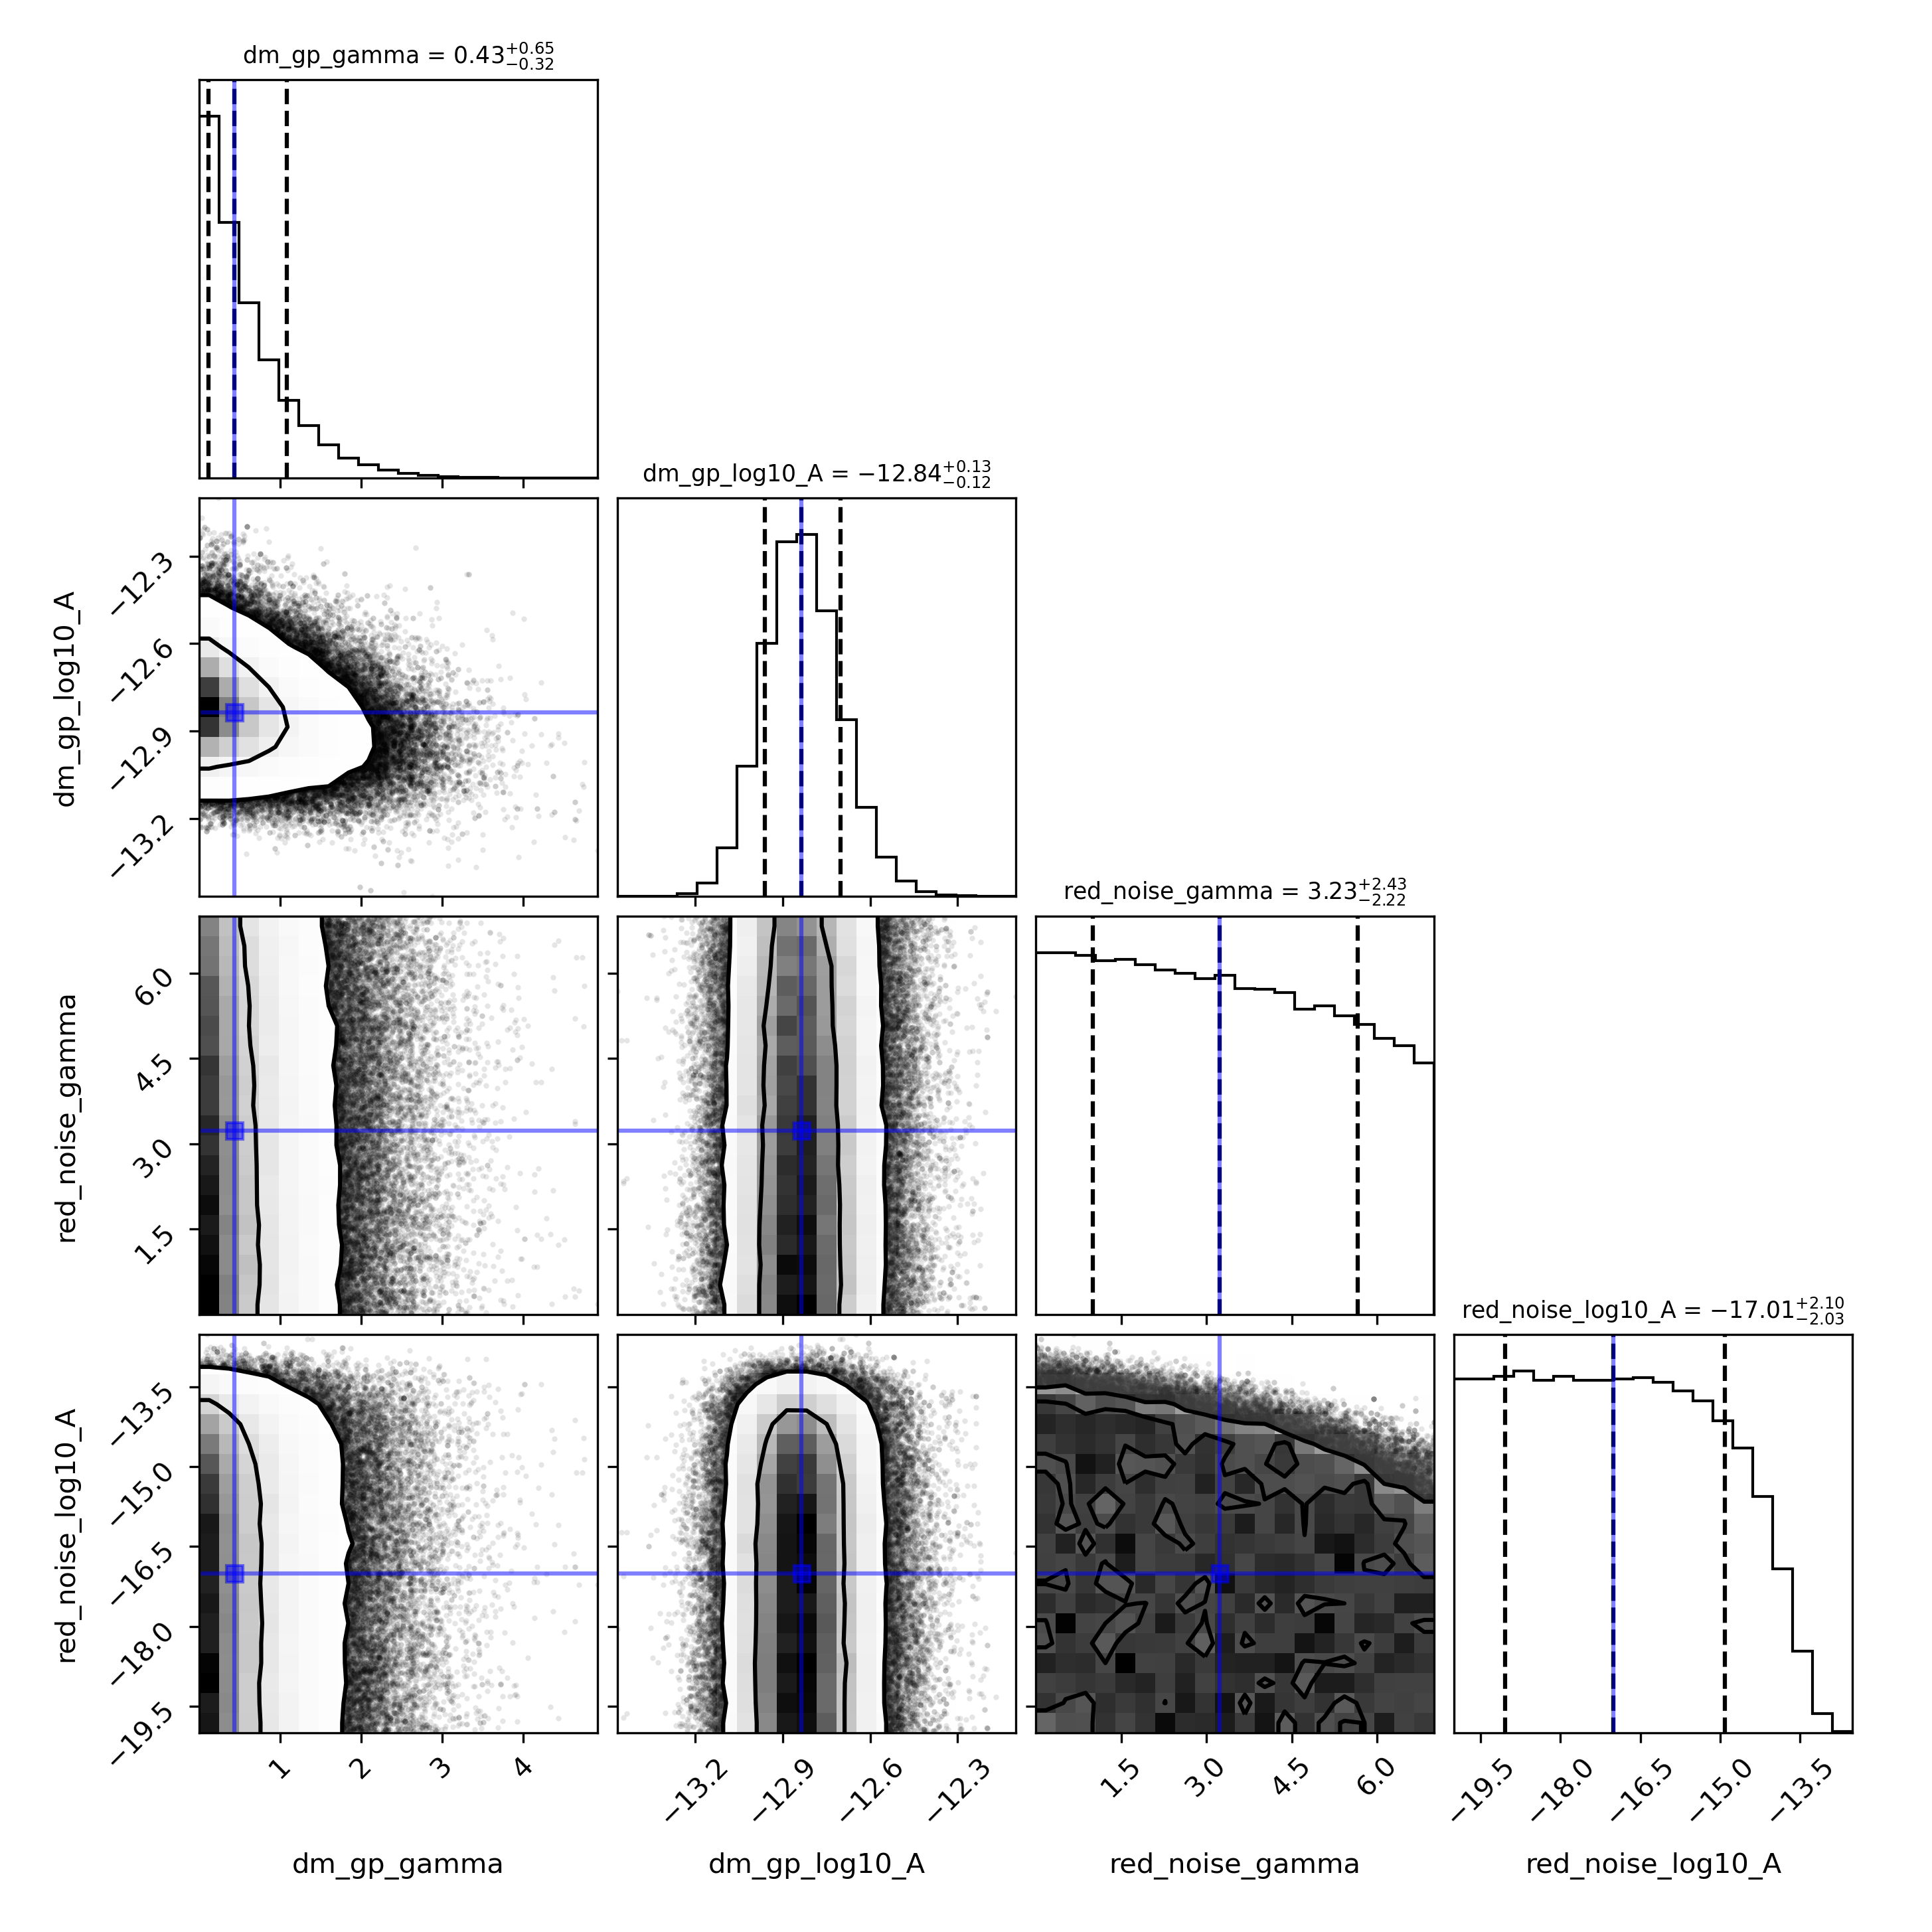 dm_gp_gamma = 0.43+0.65 −0.32
dm_gp_log10_A = −12.84+0.13 −0.12
dm_gp_log10_A
−12.3
−12.6
−12.9
−13.2
red_noise_gamma = 3.23+2.43 −2.22
red_noise_gamma
6.0
4.5
3.0
1.5
red_noise_log10_A = −17.01+2.10 −2.03
red_noise_log10_A
−13.5
−15.0
−16.5
−18.0
−19.5
1 2 3 4
−13.2 −12.9 −12.6 −12.3
1.5 3.0 4.5 6.0
−19.5 −18.0 −16.5 −15.0 −13.5
dm_gp_gamma
dm_gp_log10_A
red_noise_gamma
red_noise_log10_A